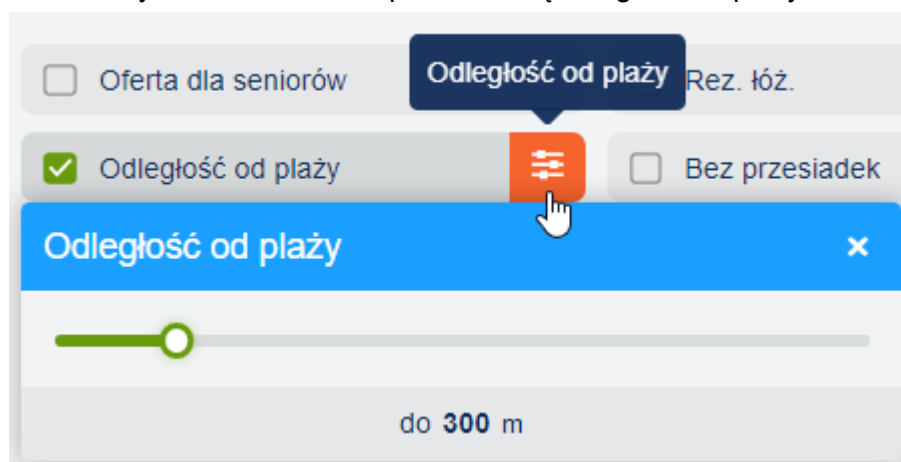 Odległość od plaży
Oferta dla seniorów
Rez. łóż.
Odległość od plaży
Bez przesiadek
Odległość od plaży
do 300 m